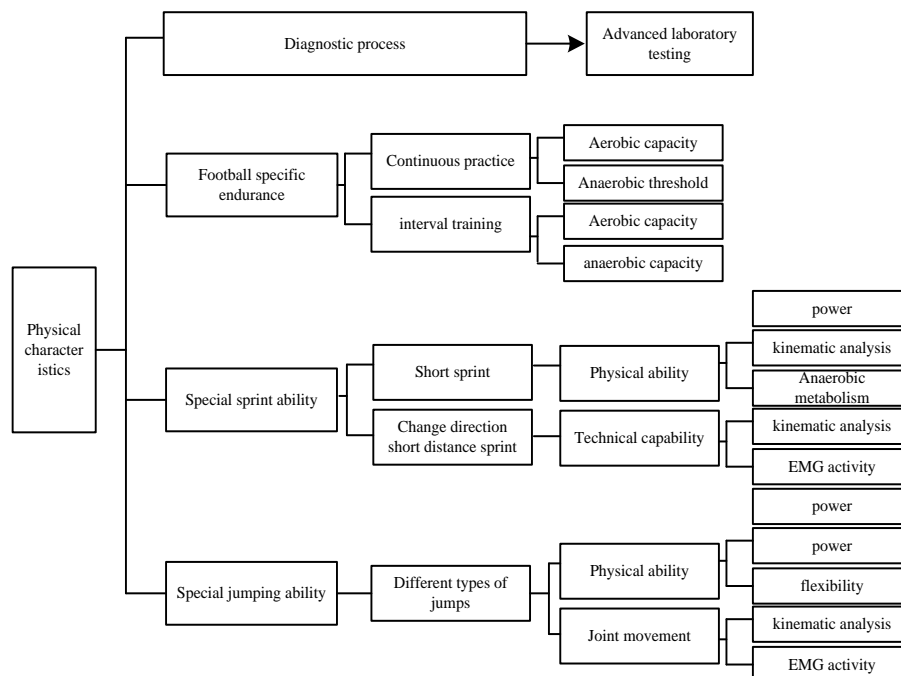 Diagnostic process
Advanced laboratory
testing
Football specific
endurance
Continuous practice
Aerobic capacity
Anaerobic threshold
interval training
Aerobic capacity
anaerobic capacity
Physical
character
istics
Special sprint ability
Short sprint
Physical ability
power
kinematic analysis
Anaerobic
metabolism
Change direction
short distance sprint
Technical capability
kinematic analysis
EMG activity
Special jumping ability
Different types of
jumps
Physical ability
power
power
flexibility
Joint movement
kinematic analysis
EMG activity